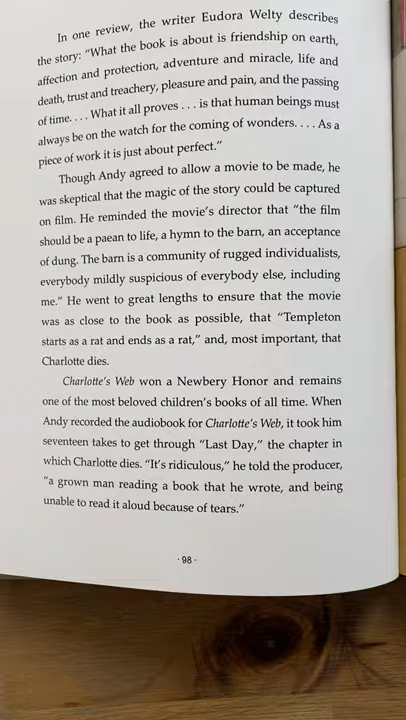 In one review, the writer Eudora Welty describes
the story: “What the book is about is friendship on earth,
affection and protection, adventure and miracle, life and
death, trust and treachery, pleasure and pain, and the passing
of time. . . . What it all proves . . . is that human beings must
always be on the watch for the coming of wonders. . . . As a
piece of work it is just about perfect.”
Though Andy agreed to allow a movie to be made, he
was skeptical that the magic of the story could be captured
on film. He reminded the movie’s director that “the film
should be a paean to life, a hymn to the barn, an acceptance
of dung. The barn is a community of rugged individualists,
everybody mildly suspicious of everybody else, including
me.” He went to great lengths to ensure that the movie
was as close to the book as possible, that “Templeton
starts as a rat and ends as a rat,” and, most important, that
Charlotte dies.
Charlotte’s Web won a Newbery Honor and remains
one of the most beloved children’s books of all time. When
Andy recorded the audiobook for Charlotte’s Web, it took him
seventeen takes to get through “Last Day,” the chapter in
which Charlotte dies. “It’s ridiculous,” he told the producer,
“a grown man reading a book that he wrote, and being
unable to read it aloud because of tears.”
· 98 ·